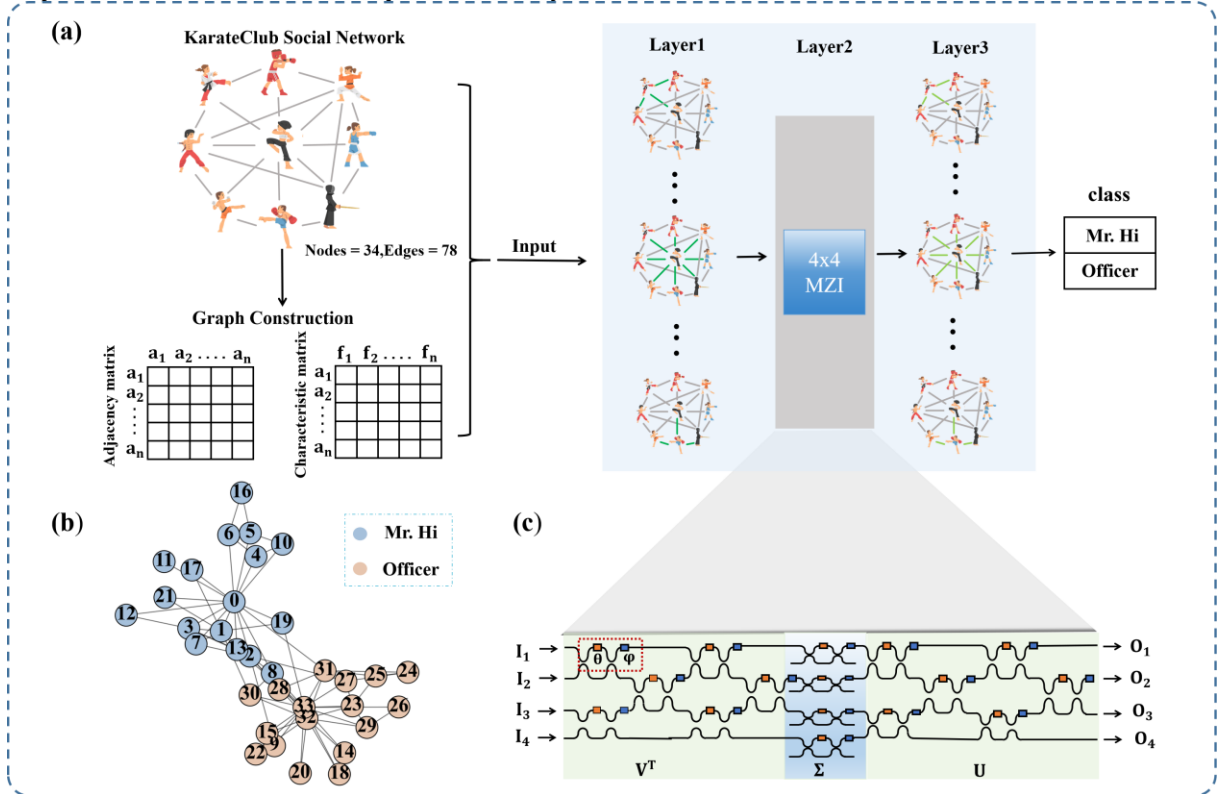 (a)
KarateClub Social Network
Nodes = 34,Edges = 78
Graph Construction
Adjacency matrix
a1 a2 .... an
a1
a2
an
Characteristic matrix
f1 f2 .... fn
a1
a2
an
Input
Layer1
Layer2
Layer3
4x4
MZI
class
Mr. Hi
Officer
(b)
Mr. Hi
Officer
16
6
5
10
4
11
17
21
0
12
3
1
19
7
13
2
8
31
25
24
30
28
27
33
32
23
26
29
15
9
22
14
20
18
(c)
I1
θ
φ
O1
I2
O2
I3
O3
I4
O4
V^T
Σ
U